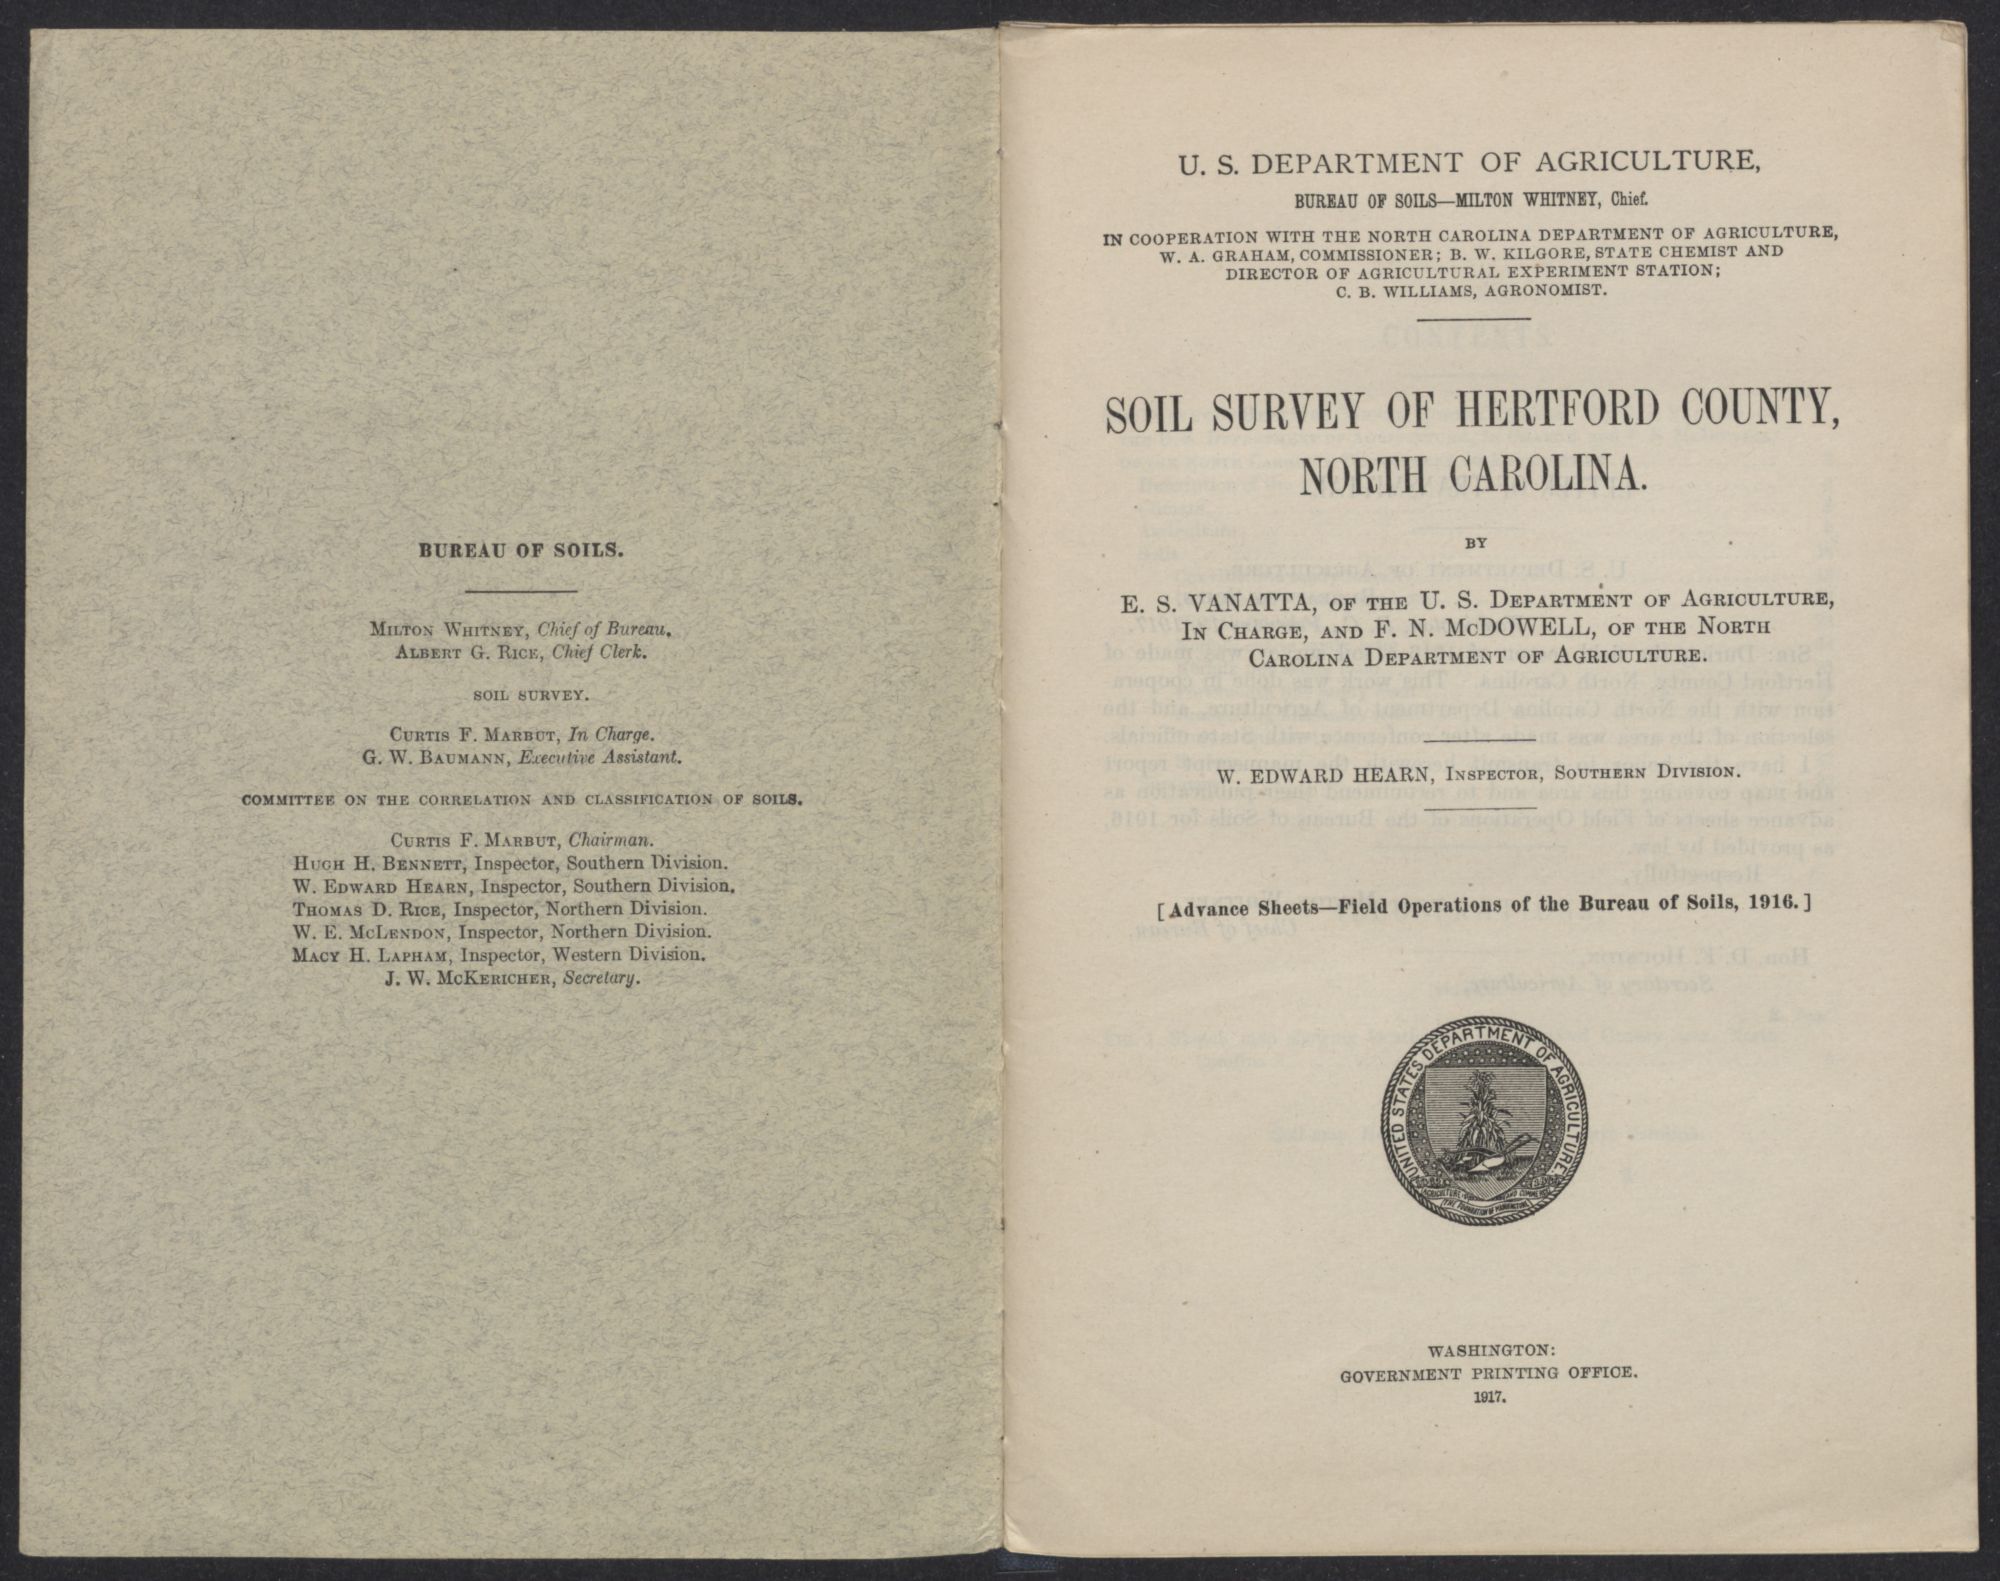 BUREAU OF SOILS.
MILTON WHITNEY, Chief of Bureau.
ALBERT G. RICE, Chief Clerk.
SOIL SURVEY.
CURTIS F. MARBUT, In Charge.
G. W. BAUMANN, Executive Assistant.
COMMITTEE ON THE CORRELATION AND CLASSIFICATION OF SOILS.
CURTIS F. MARBUT, Chairman.
HUGH H. BENNETT, Inspector, Southern Division.
W. EDWARD HEARN, Inspector, Southern Division.
THOMAS D. RICE, Inspector, Northern Division.
W. E. MCLENDON, Inspector, Northern Division.
MACY H. LAPHAM, Inspector, Western Division.
J. W. MCKERICHER, Secretary.
U. S. DEPARTMENT OF AGRICULTURE,
BUREAU OF SOILS—MILTON WHITNEY, Chief.
IN COOPERATION WITH THE NORTH CAROLINA DEPARTMENT OF AGRICULTURE,
W. A. GRAHAM, COMMISSIONER; B. W. KILGORE, STATE CHEMIST AND
DIRECTOR OF AGRICULTURAL EXPERIMENT STATION;
C. B. WILLIAMS, AGRONOMIST.
SOIL SURVEY OF HERTFORD COUNTY,
NORTH CAROLINA.
BY
E. S. VANATTA, OF THE U. S. DEPARTMENT OF AGRICULTURE,
IN CHARGE, AND F. N. McDOWELL, OF THE NORTH
CAROLINA DEPARTMENT OF AGRICULTURE.
W. EDWARD HEARN, INSPECTOR, SOUTHERN DIVISION.
[Advance Sheets—Field Operations of the Bureau of Soils, 1916.]
UNITED STATES DEPARTMENT OF AGRICULTURE
WASHINGTON:
GOVERNMENT PRINTING OFFICE.
1917.